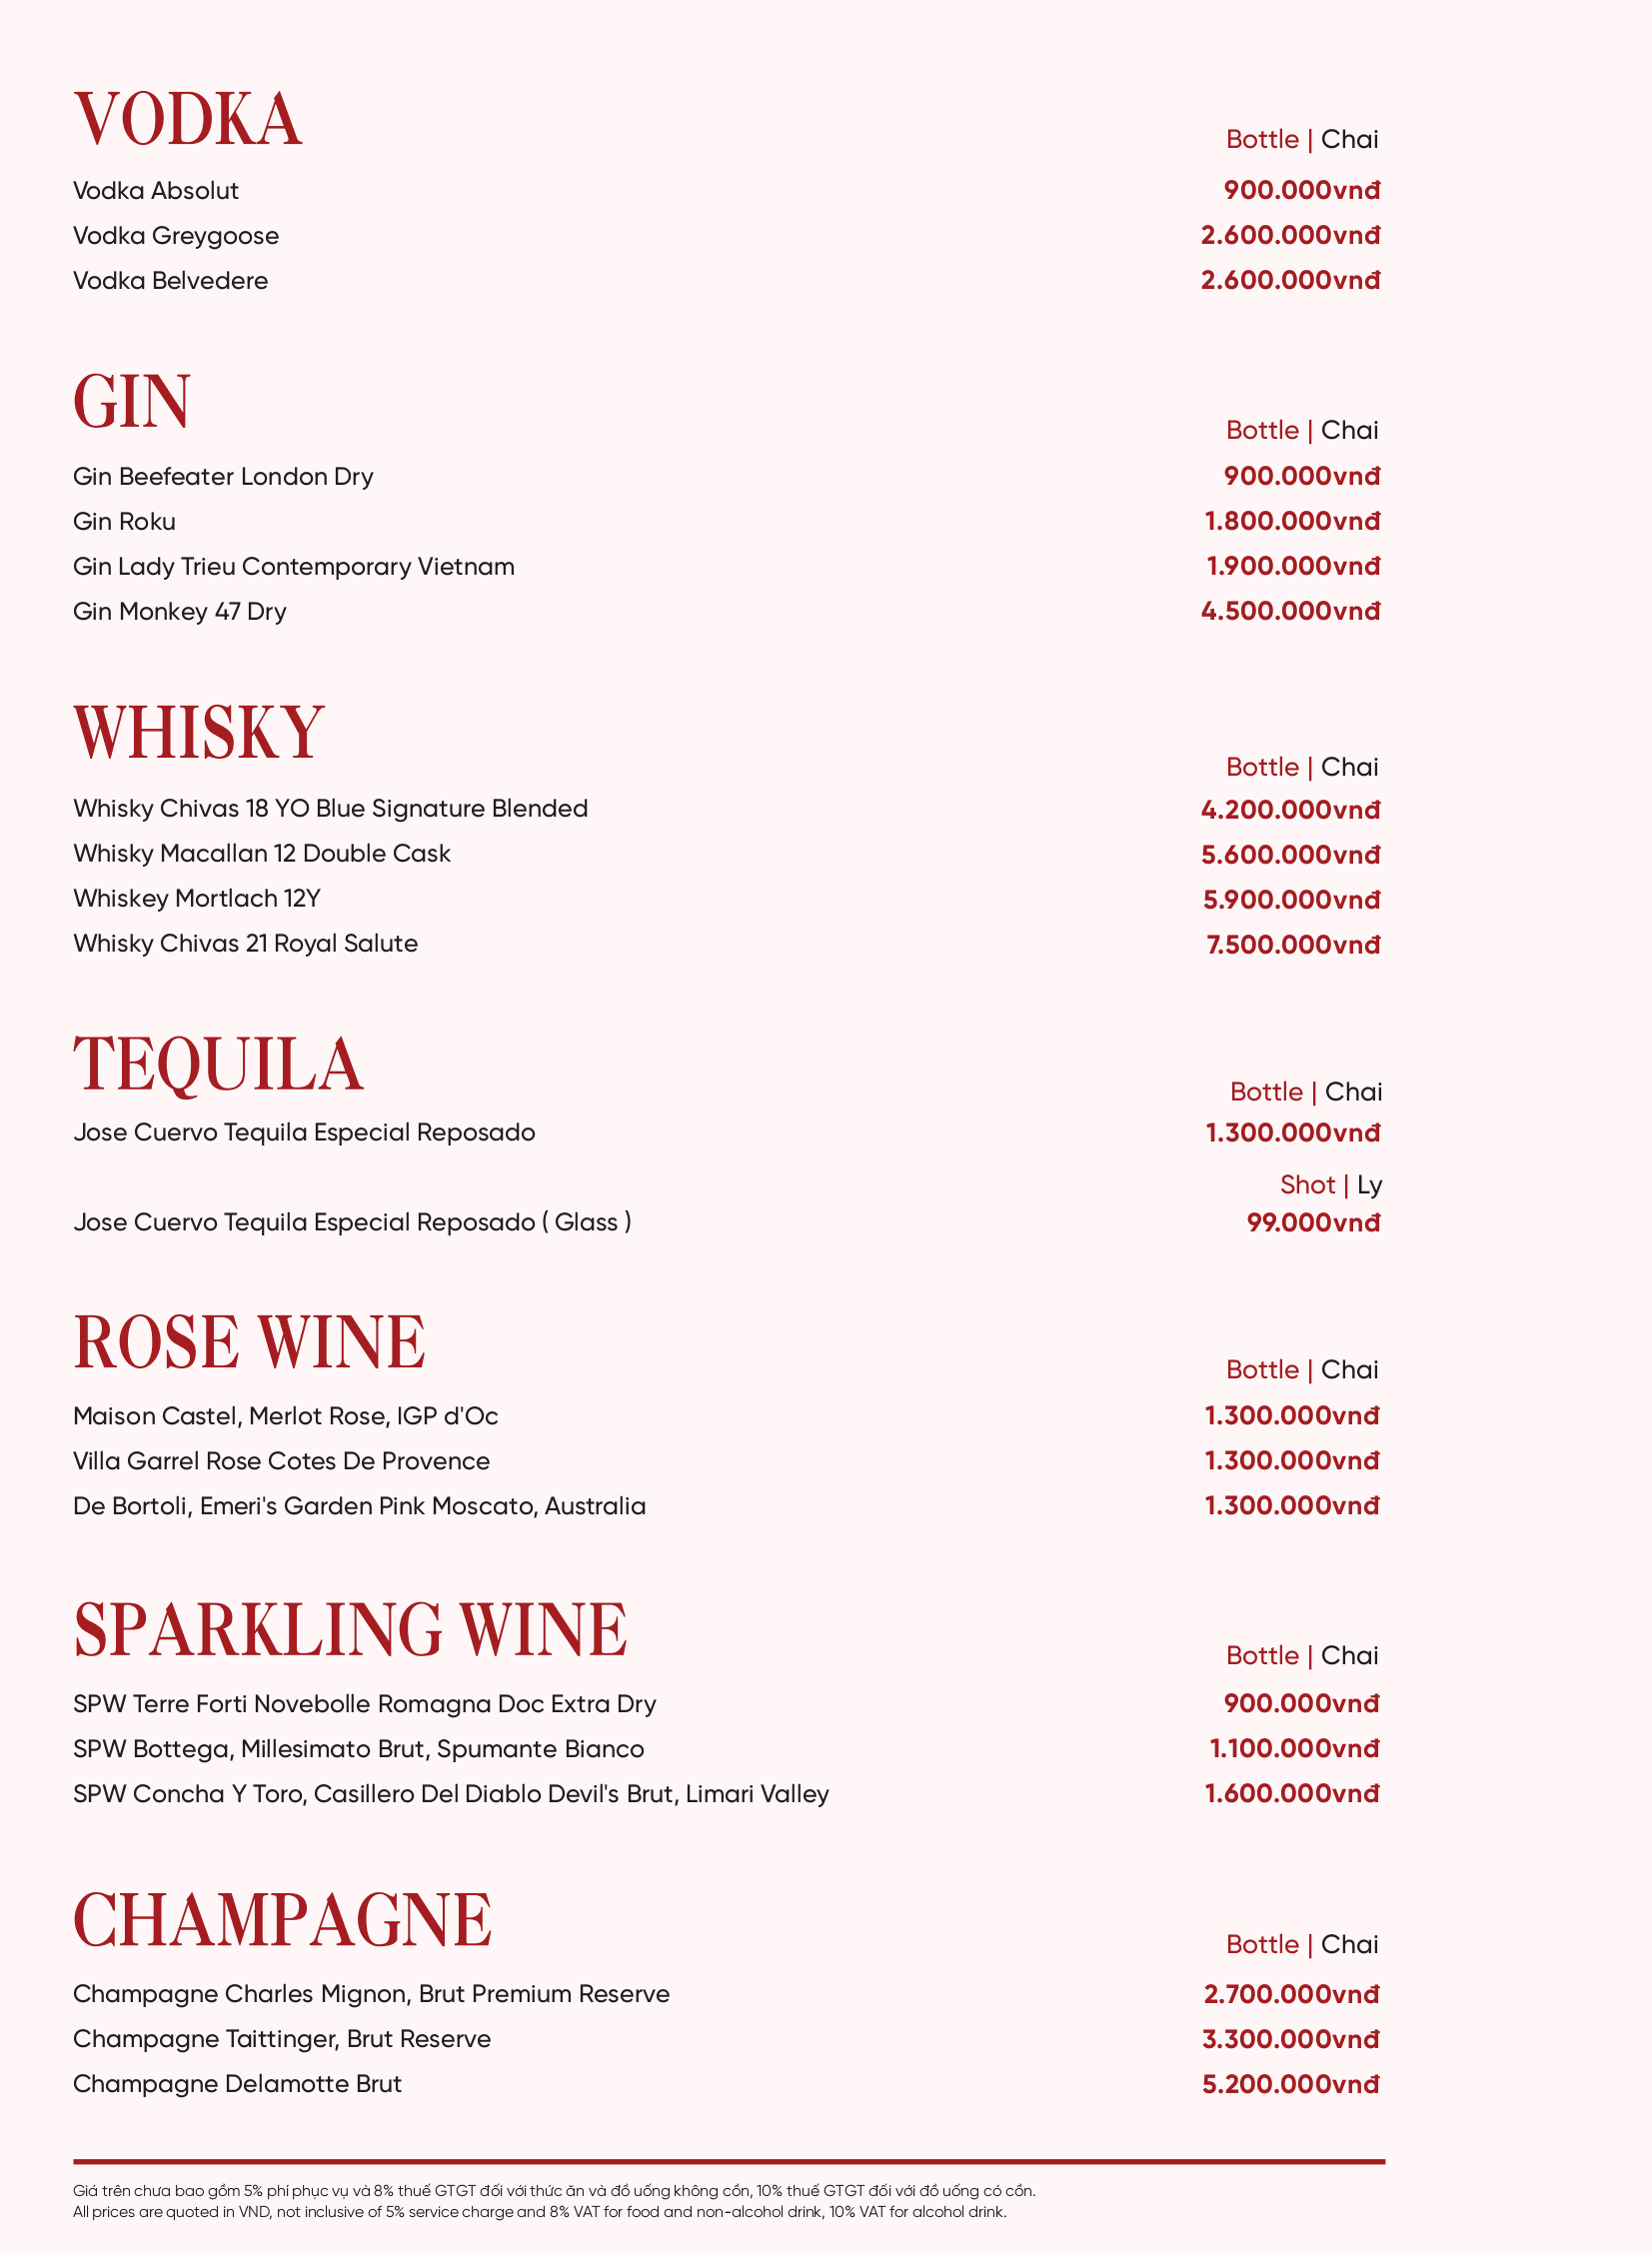 VODKA
Bottle | Chai
Vodka Absolut 900.000vnđ
Vodka Greygoose 2.600.000vnđ
Vodka Belvedere 2.600.000vnđ
GIN
Bottle | Chai
Gin Beefeater London Dry 900.000vnđ
Gin Roku 1.800.000vnđ
Gin Lady Trieu Contemporary Vietnam 1.900.000vnđ
Gin Monkey 47 Dry 4.500.000vnđ
WHISKY
Bottle | Chai
Whisky Chivas 18 YO Blue Signature Blended 4.200.000vnđ
Whisky Macallan 12 Double Cask 5.600.000vnđ
Whiskey Mortlach 12Y 5.900.000vnđ
Whisky Chivas 21 Royal Salute 7.500.000vnđ
TEQUILA
Bottle | Chai
Jose Cuervo Tequila Especial Reposado 1.300.000vnđ
Shot | Ly
Jose Cuervo Tequila Especial Reposado ( Glass ) 99.000vnđ
ROSE WINE
Bottle | Chai
Maison Castel, Merlot Rose, IGP d'Oc 1.300.000vnđ
Villa Garrel Rose Cotes De Provence 1.300.000vnđ
De Bortoli, Emeri's Garden Pink Moscato, Australia 1.300.000vnđ
SPARKLING WINE
Bottle | Chai
SPW Terre Forti Novebolle Romagna Doc Extra Dry 900.000vnđ
SPW Bottega, Millesimato Brut, Spumante Bianco 1.100.000vnđ
SPW Concha Y Toro, Casillero Del Diablo Devil's Brut, Limari Valley 1.600.000vnđ
CHAMPAGNE
Bottle | Chai
Champagne Charles Mignon, Brut Premium Reserve 2.700.000vnđ
Champagne Taittinger, Brut Reserve 3.300.000vnđ
Champagne Delamotte Brut 5.200.000vnđ
Giá trên chưa bao gồm 5% phí phục vụ và 8% thuế GTGT đối với thức ăn và đồ uống không cồn, 10% thuế GTGT đối với đồ uống có cồn.
All prices are quoted in VND, not inclusive of 5% service charge and 8% VAT for food and non-alcohol drink, 10% VAT for alcohol drink.